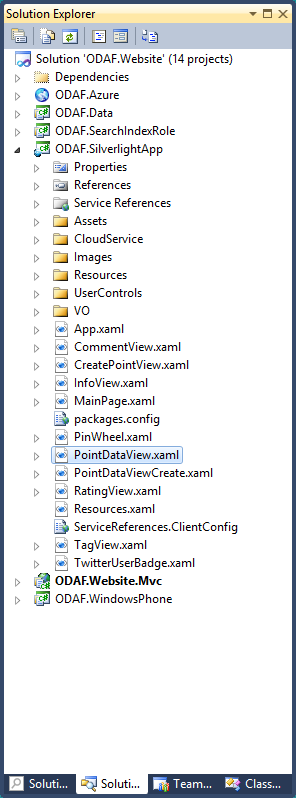 Solution Explorer
Solution 'ODAF.Website' (14 projects)
Dependencies
ODAF.Azure
ODAF.Data
ODAF.SearchIndexRole
ODAF.SilverlightApp
Properties
References
Service References
Assets
CloudService
Images
Resources
UserControls
VO
App.xaml
CommentView.xaml
CreatePointView.xaml
InfoView.xaml
MainPage.xaml
packages.config
PinWheel.xaml
PointDataView.xaml
PointDataViewCreate.xaml
RatingView.xaml
Resources.xaml
ServiceReferences.ClientConfig
TagView.xaml
TwitterUserBadge.xaml
ODAF.Website.Mvc
ODAF.WindowsPhone
Soluti... Soluti... Team... Class...